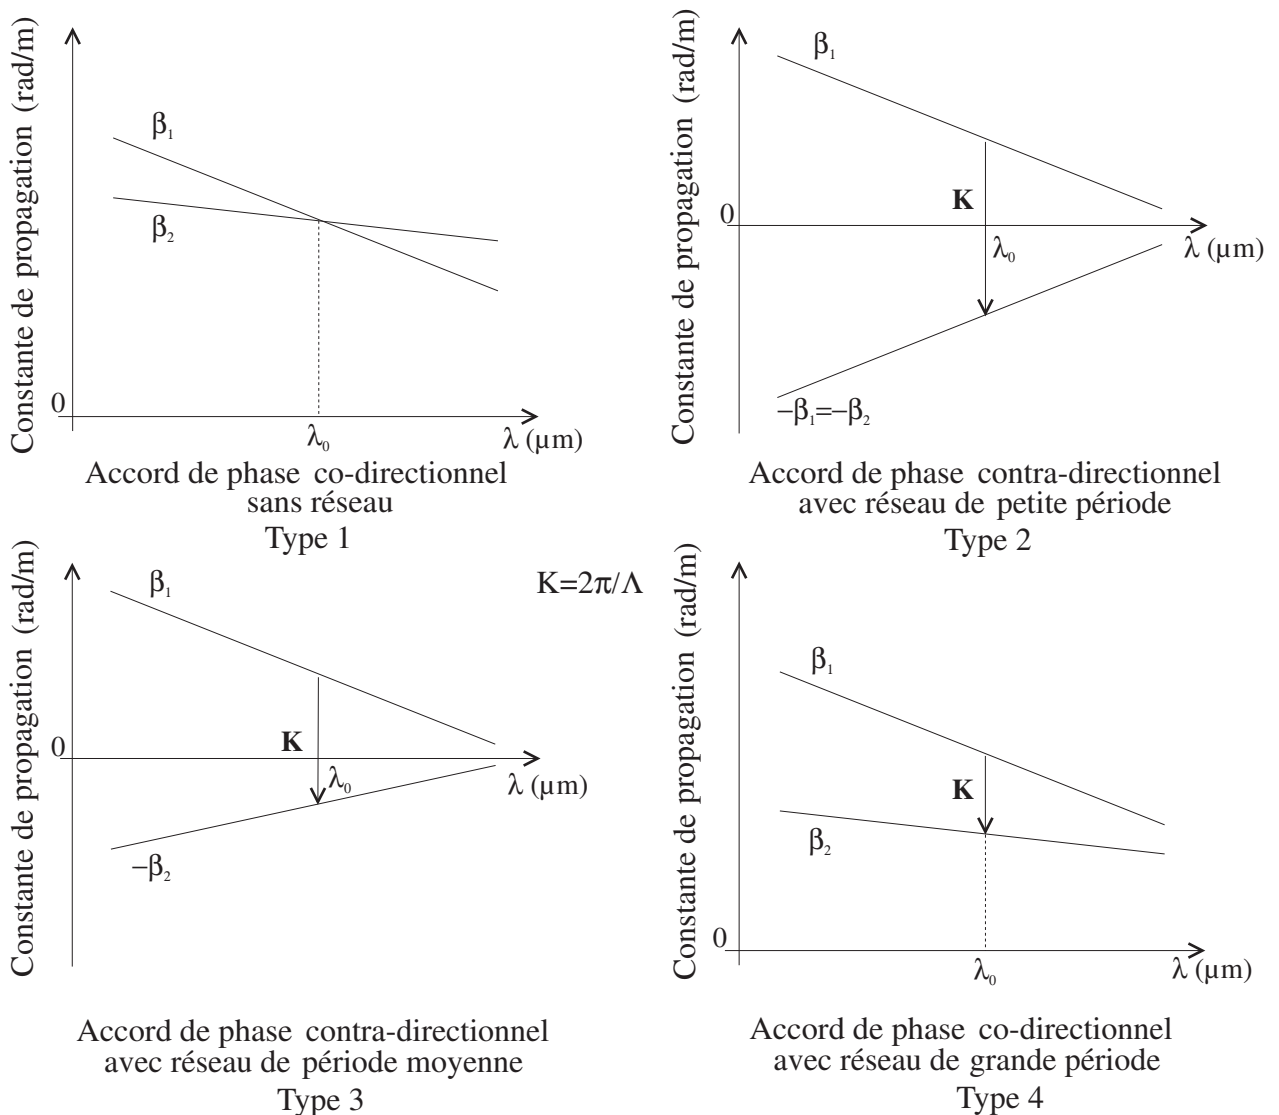 Constante de propagation (rad/m)
β₁
β₂
0
λ₀
λ (µm)
Accord de phase co-directionnel
sans réseau
Type 1
Constante de propagation (rad/m)
β₁
0
K
λ₀
λ (µm)
−β₁=−β₂
Accord de phase contra-directionnel
avec réseau de petite période
Type 2
Constante de propagation (rad/m)
β₁
K=2π/Λ
0
K
λ₀
λ (µm)
−β₂
Accord de phase contra-directionnel
avec réseau de période moyenne
Type 3
Constante de propagation (rad/m)
β₁
K
β₂
0
λ₀
λ (µm)
Accord de phase co-directionnel
avec réseau de grande période
Type 4